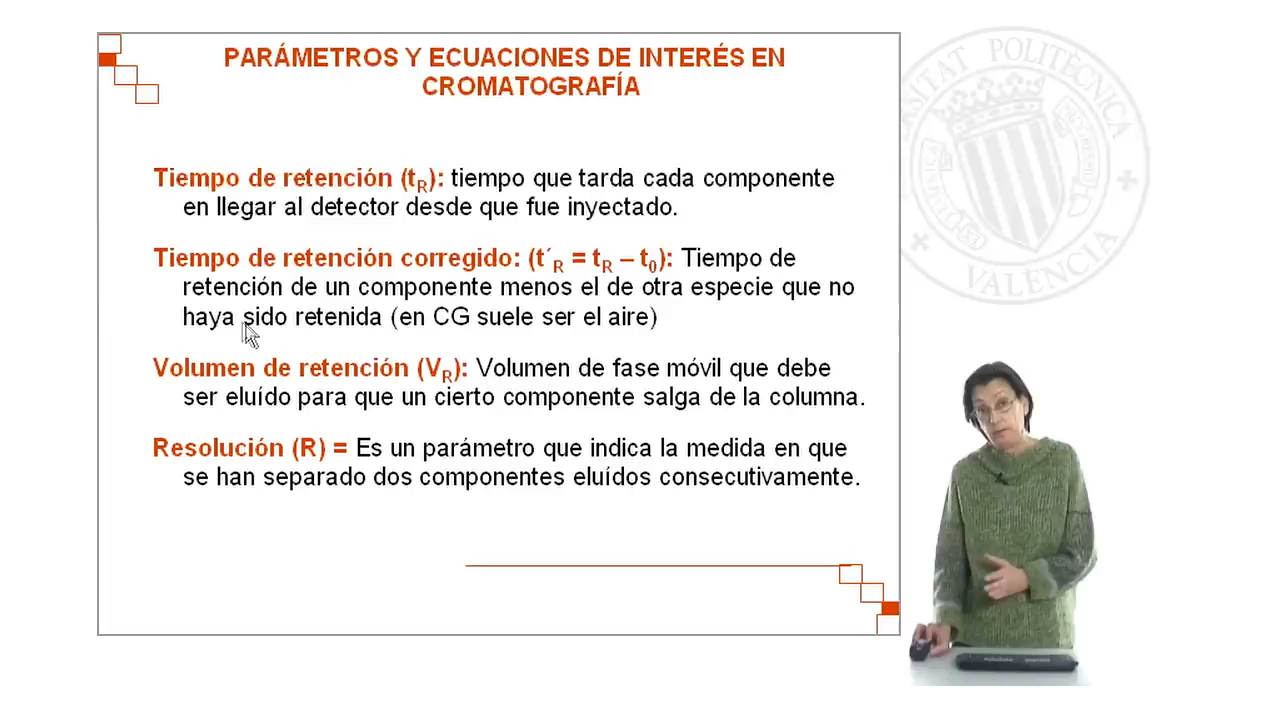 PARÁMETROS Y ECUACIONES DE INTERÉS EN
CROMATOGRAFÍA
Tiempo de retención (tR): tiempo que tarda cada componente
en llegar al detector desde que fue inyectado.
Tiempo de retención corregido: (t´R = tR – t0): Tiempo de
retención de un componente menos el de otra especie que no
haya sido retenida (en CG suele ser el aire)
Volumen de retención (VR): Volumen de fase móvil que debe
ser eluído para que un cierto componente salga de la columna.
Resolución (R) = Es un parámetro que indica la medida en que
se han separado dos componentes eluídos consecutivamente.
POLITÈCNICA
VALÈNCIA